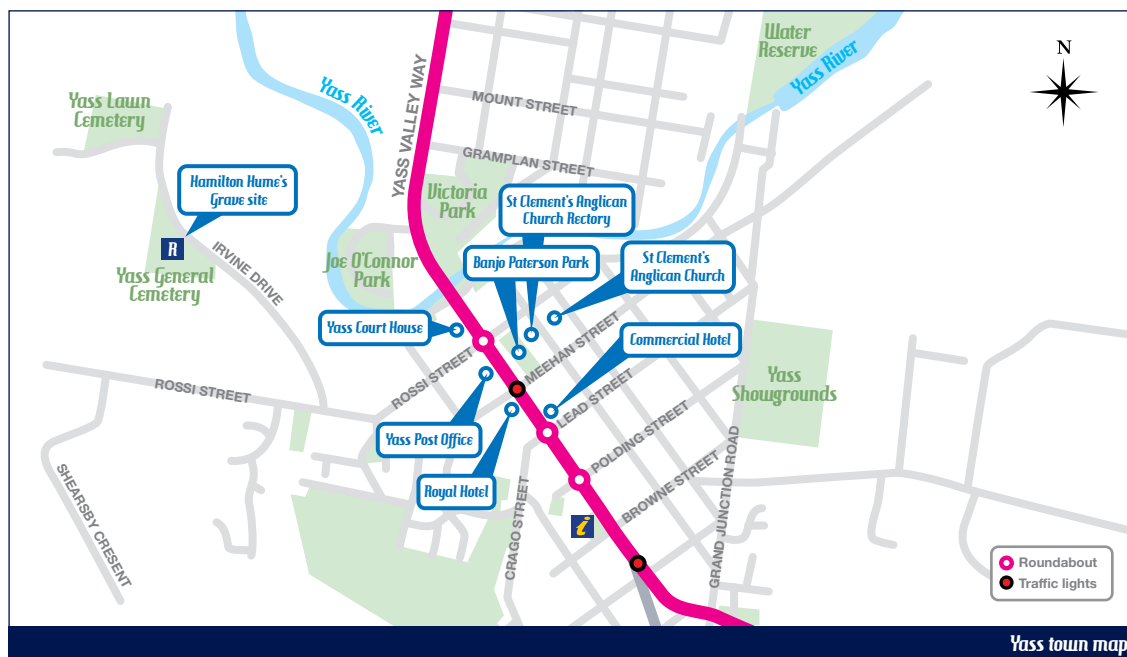 Water
Reserve
Yass River
N
Yass River
YASS VALLEY WAY
MOUNT STREET
Yass Lawn
Cemetery
GRAMPLAN STREET
Hamilton Hume's
Grave site
Victoria
Park
St Clement's Anglican
Church Rectory
R
IRVINE DRIVE
Joe O'Connor
Park
Banjo Paterson Park
St Clement's
Anglican Church
Yass General
Cemetery
Yass Court House
MEEHAN STREET
Commercial Hotel
ROSSI STREET
ROSSI STREET
LEAD STREET
Yass
Showgrounds
Yass Post Office
POLDING STREET
Royal Hotel
BROWNE STREET
SHEARSBY CRESENT
CRAGO STREET
i
GRAND JUNCTION ROAD
Roundabout
Traffic lights
Yass town map